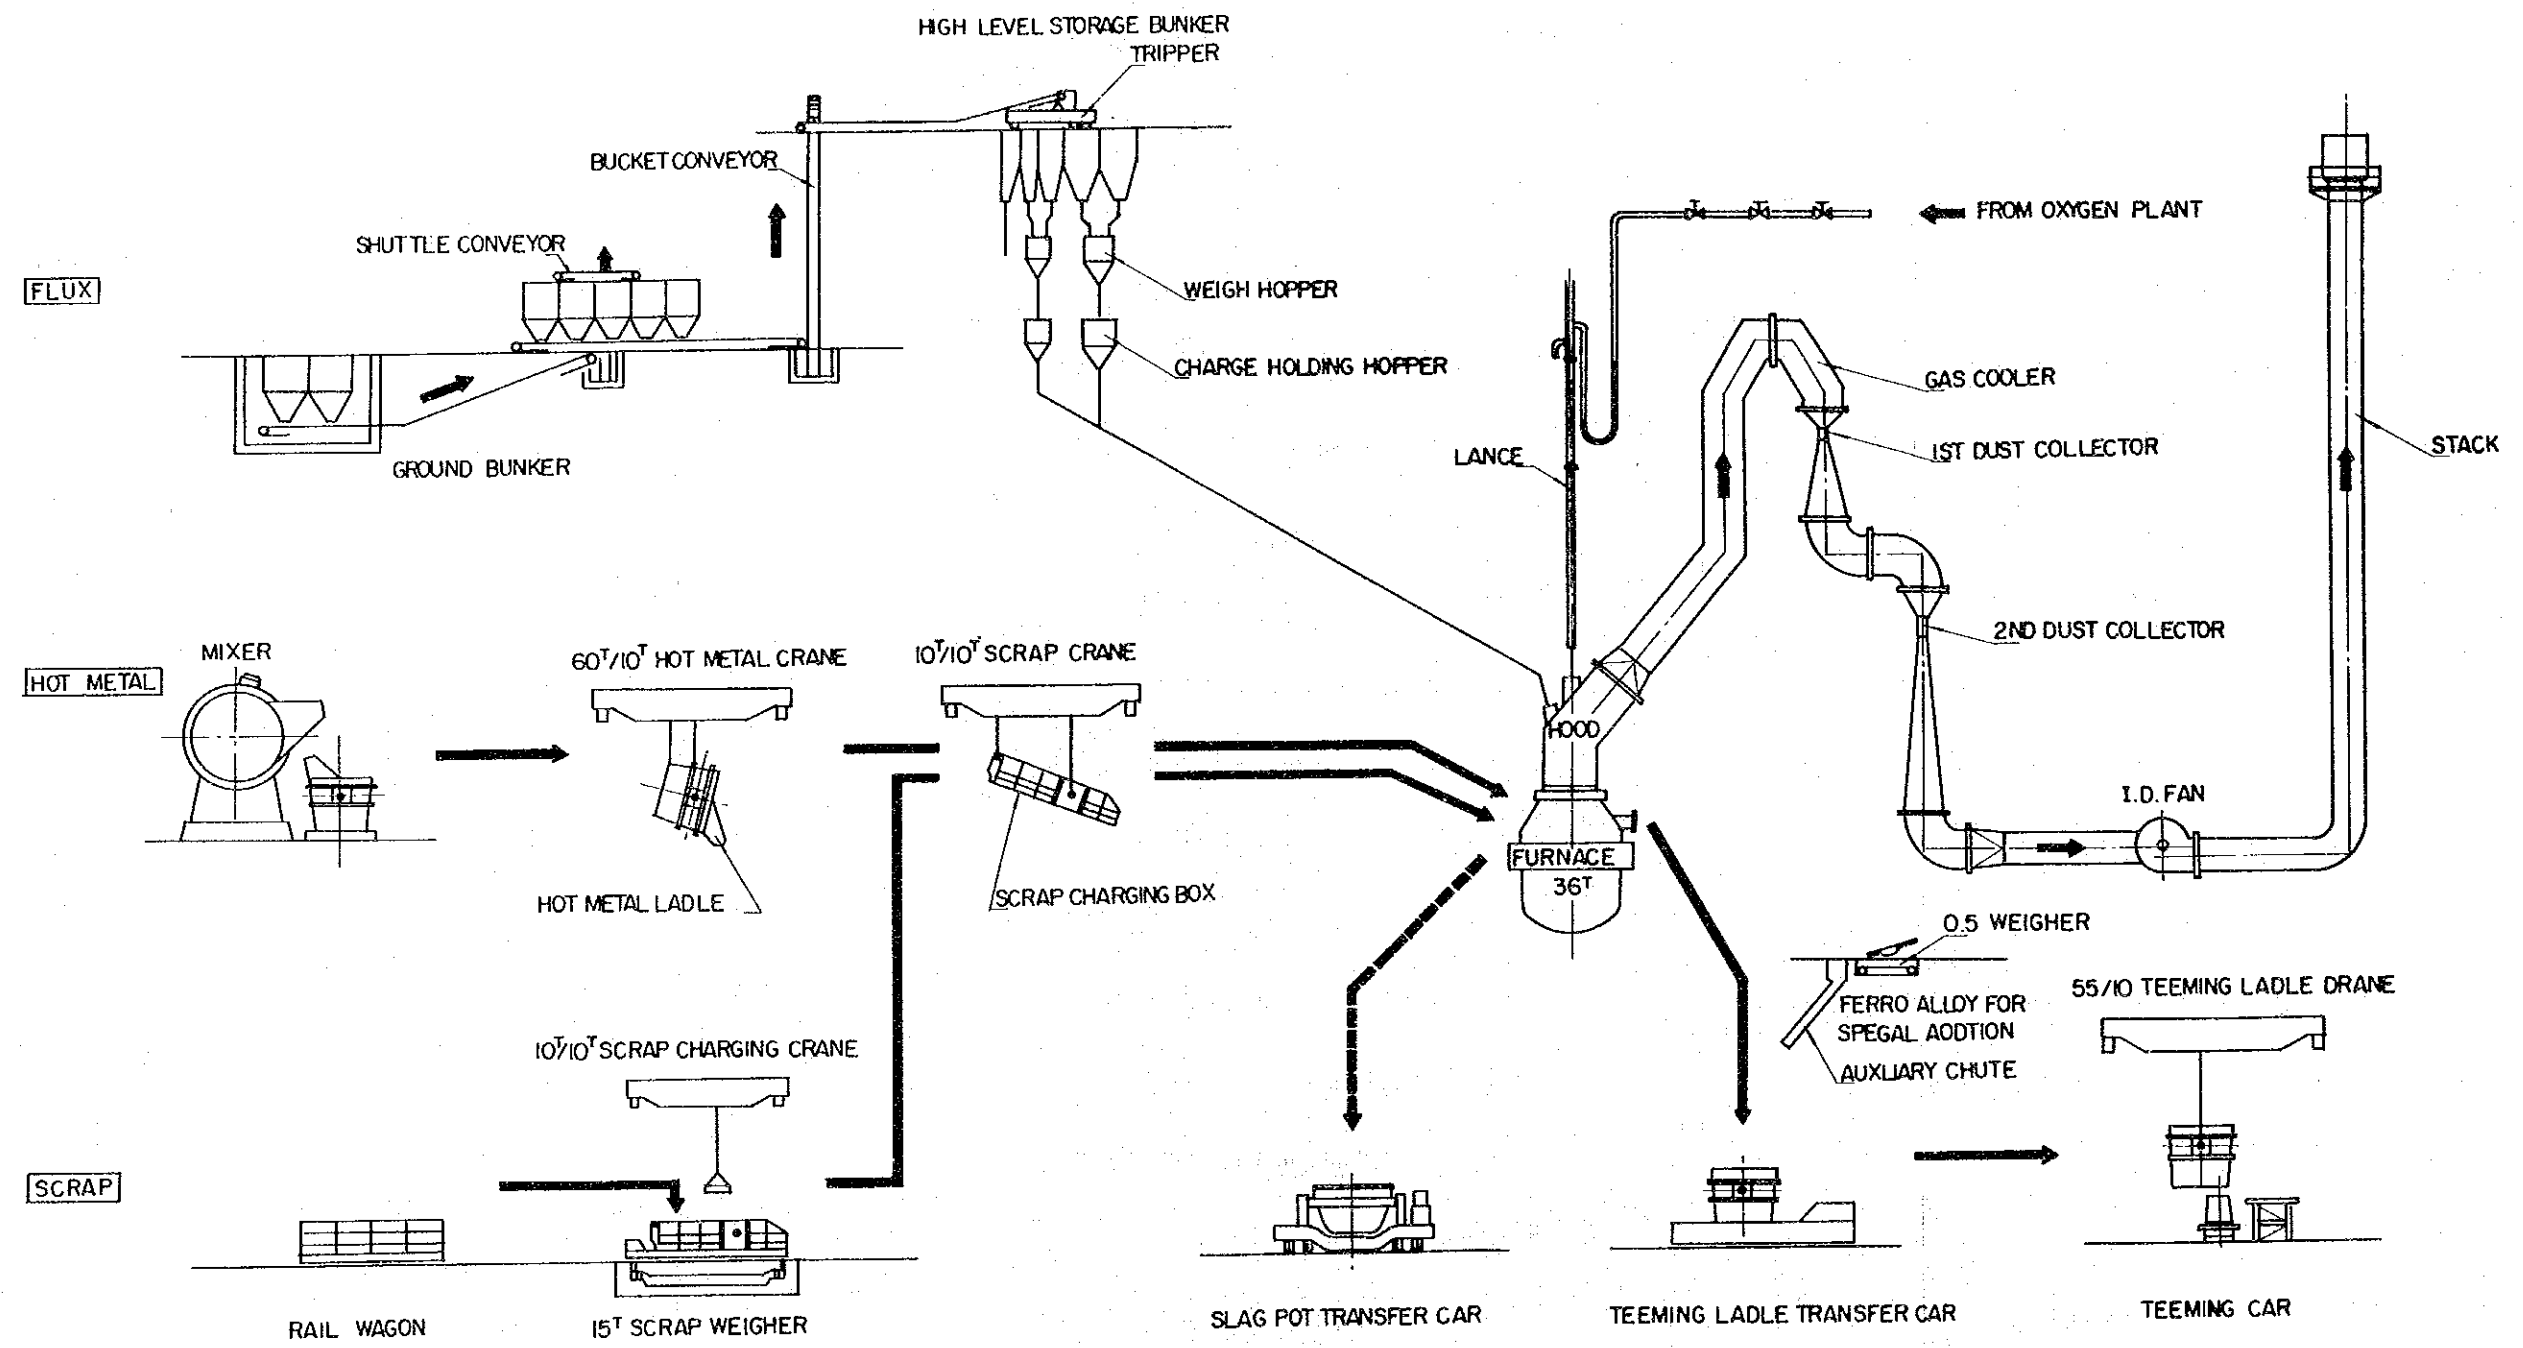 HIGH LEVEL STORAGE BUNKER
TRIPPER
BUCKET CONVEYOR
SHUTTLE CONVEYOR
FROM OXYGEN PLANT
FLUX
WEIGH HOPPER
CHARGE HOLDING HOPPER
GAS COOLER
GROUND BUNKER
LANCE
1ST DUST COLLECTOR
STACK
2ND DUST COLLECTOR
MIXER
60T/10T HOT METAL CRANE
10T/10T SCRAP CRANE
HOT METAL
HOOD
I.D. FAN
FURNACE
36T
HOT METAL LADLE
SCRAP CHARGING BOX
0.5 WEIGHER
55/10 TEEMING LADLE DRANE
FERRO ALLOY FOR
SPEGAL AODTION
AUXLIARY CHUTE
10T/10T SCRAP CHARGING CRANE
SCRAP
RAIL WAGON
15T SCRAP WEIGHER
SLAG POT TRANSFER CAR
TEEMING LADLE TRANSFER CAR
TEEMING CAR